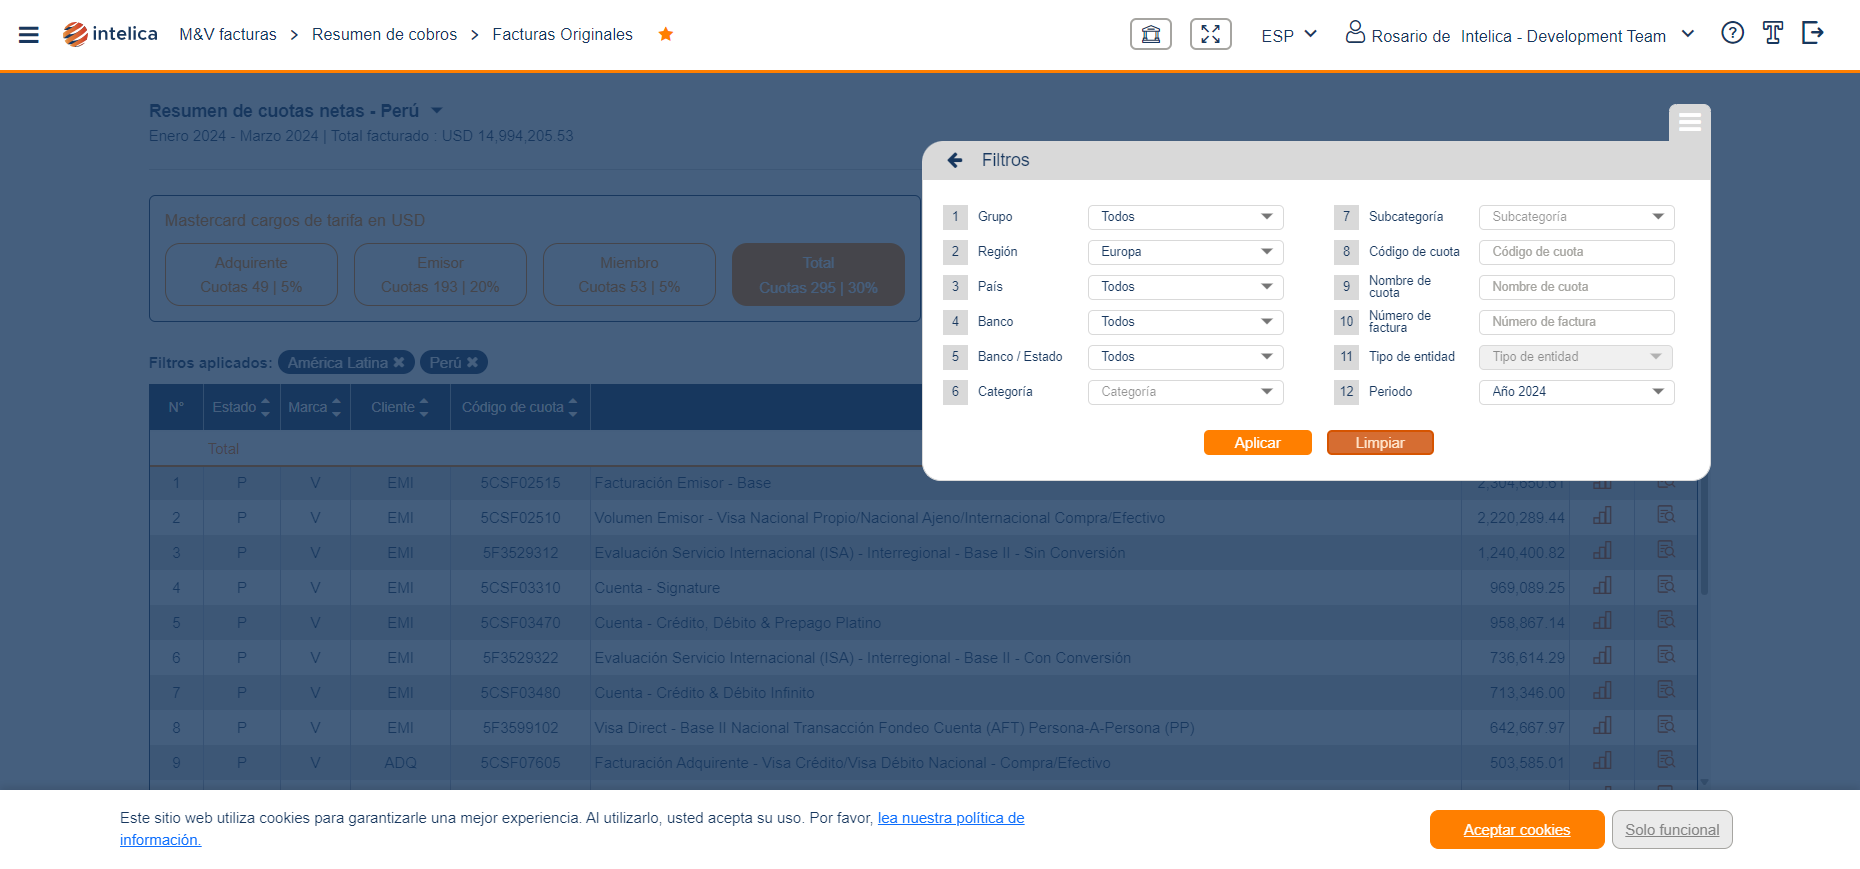 intelica M&V facturas > Resumen de cobros > Facturas Originales ESP Rosario de Intelica - Development Team
Resumen de cuotas netas - Perú
Enero 2024 - Marzo 2024 | Total facturado : USD 14,994,205.53
Mastercard cargos de tarifa en USD
Adquirente
Cuotas 49 | 5%
Emisor
Cuotas 193 | 20%
Miembro
Cuotas 53 | 5%
Total
Cuotas 295 | 30%
Filtros aplicados: América Latina ✖ Perú ✖
Filtros
1 Grupo Todos
2 Región Europa
3 País Todos
4 Banco Todos
5 Banco / Estado Todos
6 Categoría Categoría
7 Subcategoría Subcategoría
8 Código de cuota Código de cuota
9 Nombre de
cuota Nombre de cuota
10 Número de
factura Número de factura
11 Tipo de entidad Tipo de entidad
12 Periodo Año 2024
Aplicar Limpiar
N° Estado Marca Cliente Código de cuota
Total
1 P V EMI 5CSF02515 Facturación Emisor - Base 2,304,650.61
2 P V EMI 5CSF02510 Volumen Emisor - Visa Nacional Propio/Nacional Ajeno/Internacional Compra/Efectivo 2,220,289.44
3 P V EMI 5F3529312 Evaluación Servicio Internacional (ISA) - Interregional - Base II - Sin Conversión 1,240,400.82
4 P V EMI 5CSF03310 Cuenta - Signature 969,089.25
5 P V EMI 5CSF03470 Cuenta - Crédito, Débito & Prepago Platino 958,867.14
6 P V EMI 5F3529322 Evaluación Servicio Internacional (ISA) - Interregional - Base II - Con Conversión 736,614.29
7 P V EMI 5CSF03480 Cuenta - Crédito & Débito Infinito 713,346.00
8 P V EMI 5F3599102 Visa Direct - Base II Nacional Transacción Fondeo Cuenta (AFT) Persona-A-Persona (PP) 642,667.97
9 P V ADQ 5CSF07605 Facturación Adquirente - Visa Crédito/Visa Débito Nacional - Compra/Efectivo 503,585.01
Este sitio web utiliza cookies para garantizarle una mejor experiencia. Al utilizarlo, usted acepta su uso. Por favor, lea nuestra política de
información.
Aceptar cookies Solo funcional